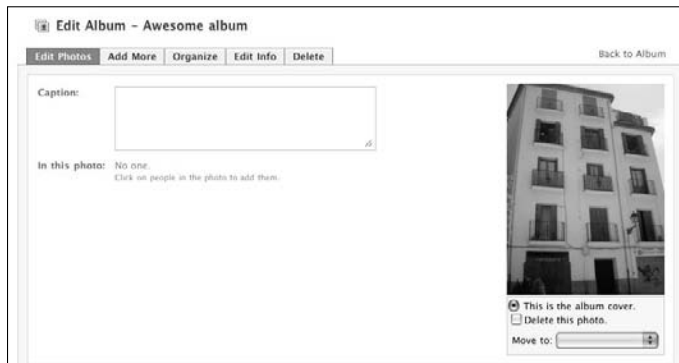 Edit Album - Awesome album
Edit Photos Add More Organize Edit Info Delete Back to Album
Caption:
In this photo: No one.
Click on people in the photo to add them.
This is the album cover.
Delete this photo.
Move to: